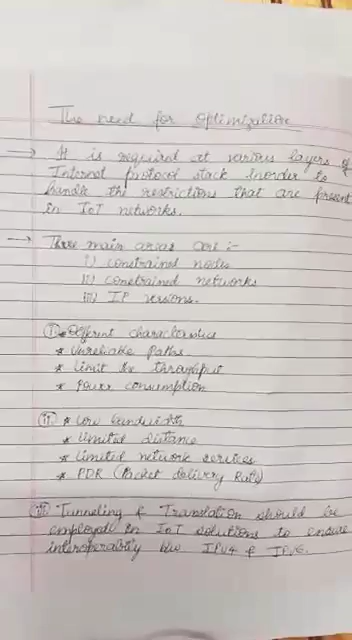 The need for Optimization
→ It is required at various layers of
Internet protocol stack inorder to
handle the restrictions that are present
in IoT networks.
→ Three main areas are :-
i) constrained nodes
ii) constrained networks
iii) IP versions.
i) * Different characteristics
* Unreliable Paths
* Limit the throughput
* Power consumption
ii) * Low bandwidth
* Limited distance
* Limited network services
* PDR (Packet delivery Rate)
iii) Tunneling & Translation should be
employed in IoT solutions to ensure
interoperability b/w IPV4 & IPV6.